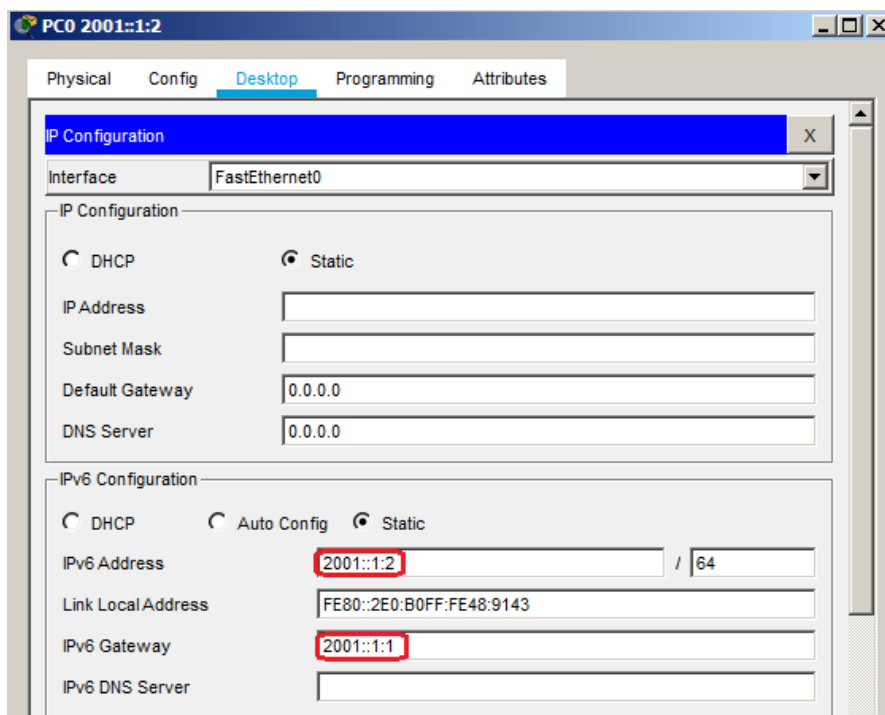 PC0 2001::1:2
Physical Config Desktop Programming Attributes
IP Configuration X
Interface FastEthernet0
IP Configuration
DHCP Static
IP Address
Subnet Mask
Default Gateway 0.0.0.0
DNS Server 0.0.0.0
IPv6 Configuration
DHCP Auto Config Static
IPv6 Address 2001::1:2 / 64
Link Local Address FE80::2E0:B0FF:FE48:9143
IPv6 Gateway 2001::1:1
IPv6 DNS Server